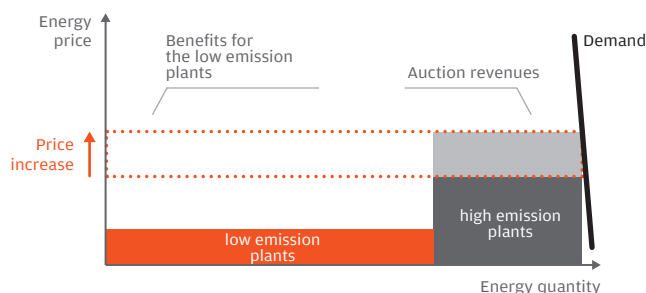 Energy
price
Benefits for
the low emission
plants
Auction revenues
Demand
Price
increase
high emission
plants
low emission
plants
Energy quantity